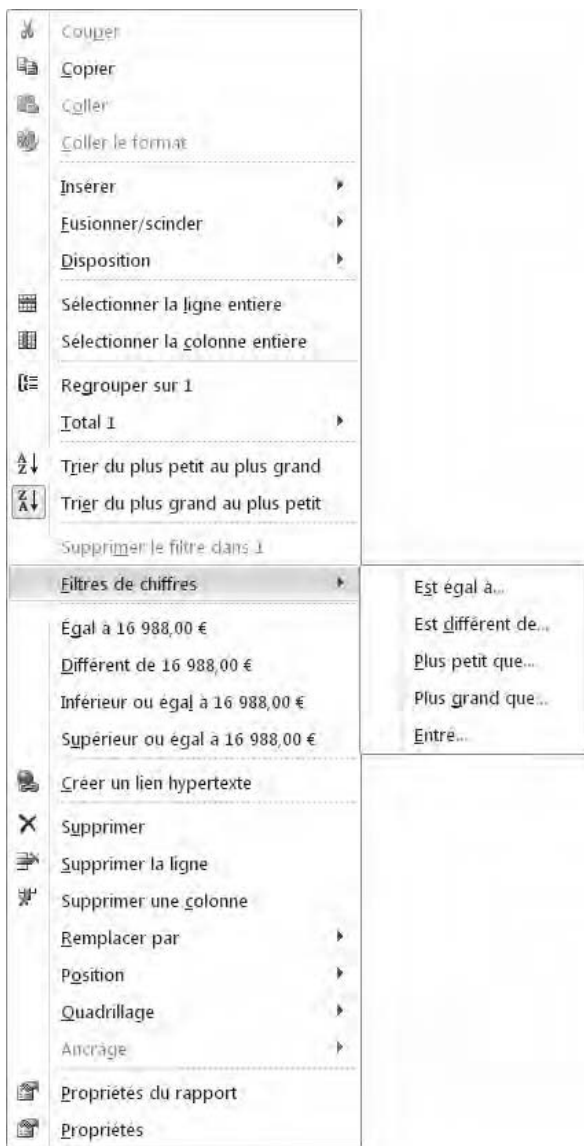 Couper
Copier
Coller
Coller le format
Insérer
Fusionner/scinder
Disposition
Sélectionner la ligne entière
Sélectionner la colonne entière
Regrouper sur 1
Total 1
Trier du plus petit au plus grand
Trier du plus grand au plus petit
Supprimer le filtre dans 1
Filtres de chiffres
Est égal à...
Est différent de...
Plus petit que...
Plus grand que...
Entre...
Égal à 16 988,00 €
Différent de 16 988,00 €
Inférieur ou égal à 16 988,00 €
Supérieur ou égal à 16 988,00 €
Créer un lien hypertexte
Supprimer
Supprimer la ligne
Supprimer une colonne
Remplacer par
Position
Quadrillage
Ancrage
Propriétés du rapport
Propriétés